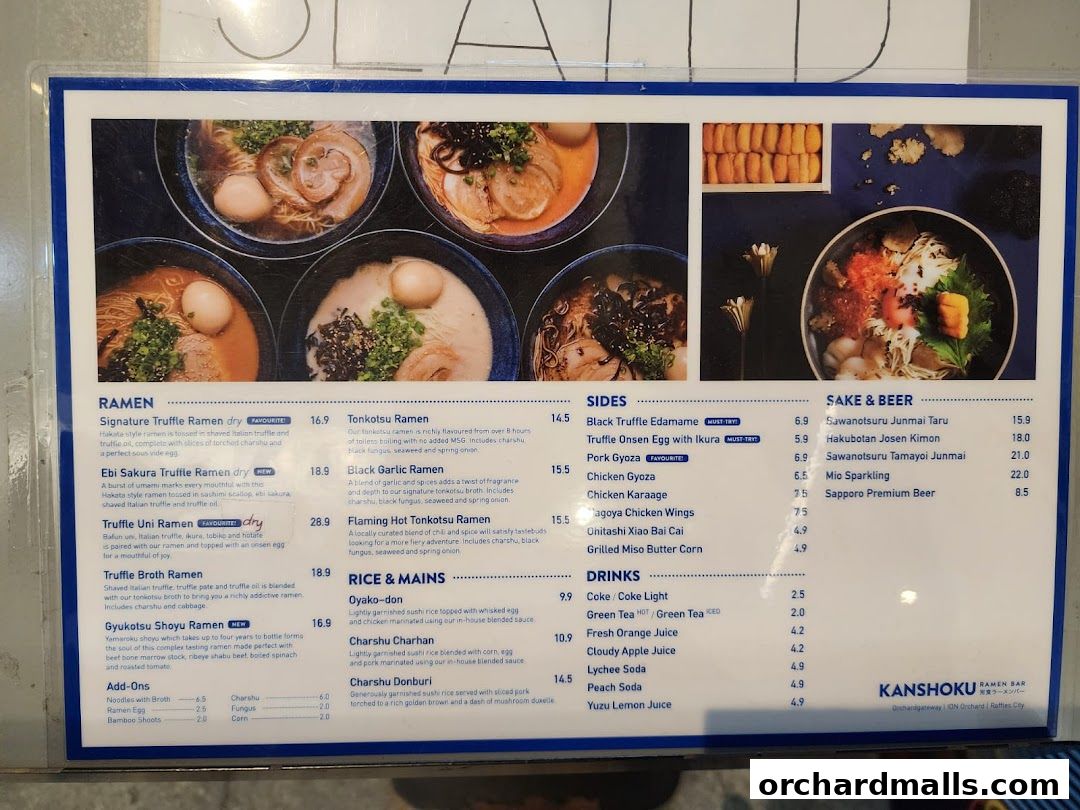 RAMEN
Signature Truffle Ramen dry FAVOURITE! 16.9
Hakata style ramen is tossed in shaved Italian truffle and
truffle oil, complete with slices of torched charshu and
a perfect sous vide egg.
Ebi Sakura Truffle Ramen dry NEW 18.9
A burst of umami marks every mouthful with this
Hakata style ramen tossed in sashimi scallop, ebi sakura,
shaved Italian truffle and truffle oil.
Truffle Uni Ramen FAVOURITE! dry 28.9
Bafun uni, Italian truffle, ikura, tobiko and hotate
is paired with our ramen and topped with an onsen egg
for a mouthful of joy.
Truffle Broth Ramen 18.9
Shaved Italian truffle, truffle pate and truffle oil is blended
with our tonkotsu broth to bring you a richly addictive ramen.
Includes charshu and cabbage.
Gyukotsu Shoyu Ramen NEW 16.9
Yamaroku shoyu which takes up to four years to bottle forms
the soul of this complex tasting ramen made perfect with
beef bone marrow stock, ribeye shabu beef, boiled spinach
and roasted tomato.
Add-Ons
Noodles with Broth 6.5
Ramen Egg 2.5
Bamboo Shoots 2.0
Charshu 6.0
Fungus 2.0
Corn 2.0
Tonkotsu Ramen 14.5
Our tonkotsu ramen is richly flavoured from over 8 hours
of toiless boiling with no added MSG. Includes charshu,
black fungus, seaweed and spring onion.
Black Garlic Ramen 15.5
A blend of garlic and spices adds a twist of fragrance
and depth to our signature tonkotsu broth. Includes
charshu, black fungus, seaweed and spring onion.
Flaming Hot Tonkotsu Ramen 15.5
A locally curated blend of chili and spice will satisfy tastebuds
looking for a more fiery adventure. Includes charshu, black
fungus, seaweed and spring onion.
RICE & MAINS
Oyako-don 9.9
Lightly garnished sushi rice topped with whisked egg
and chicken marinated using our in-house blended sauce.
Charshu Charhan 10.9
Lightly garnished sushi rice blended with corn, egg
and pork marinated using our in-house blended sauce.
Charshu Donburi 14.5
Generously garnished sushi rice served with sliced pork
torched to a rich golden brown and a dash of mushroom duxelle.
SIDES
Black Truffle Edamame MUST-TRY! 6.9
Truffle Onsen Egg with Ikura MUST-TRY! 5.9
Pork Gyoza FAVOURITE! 6.9
Chicken Gyoza 6.5
Chicken Karaage 7.5
Nagoya Chicken Wings 7.5
Onitashi Xiao Bai Cai 4.9
Grilled Miso Butter Corn 4.9
DRINKS
Coke / Coke Light 2.5
Green Tea HOT / Green Tea ICED 2.0
Fresh Orange Juice 4.2
Cloudy Apple Juice 4.2
Lychee Soda 4.9
Peach Soda 4.9
Yuzu Lemon Juice 4.9
SAKE & BEER
Sawanotsuru Junmai Taru 15.9
Hakubotan Josen Kimon 18.0
Sawanotsuru Tamayoi Junmai 21.0
Mio Sparkling 22.0
Sapporo Premium Beer 8.5
KANSHOKU RAMEN BAR
完食ラーメンバー
Orchardgateway | ION Orchard | Raffles City
orchardmalls.com